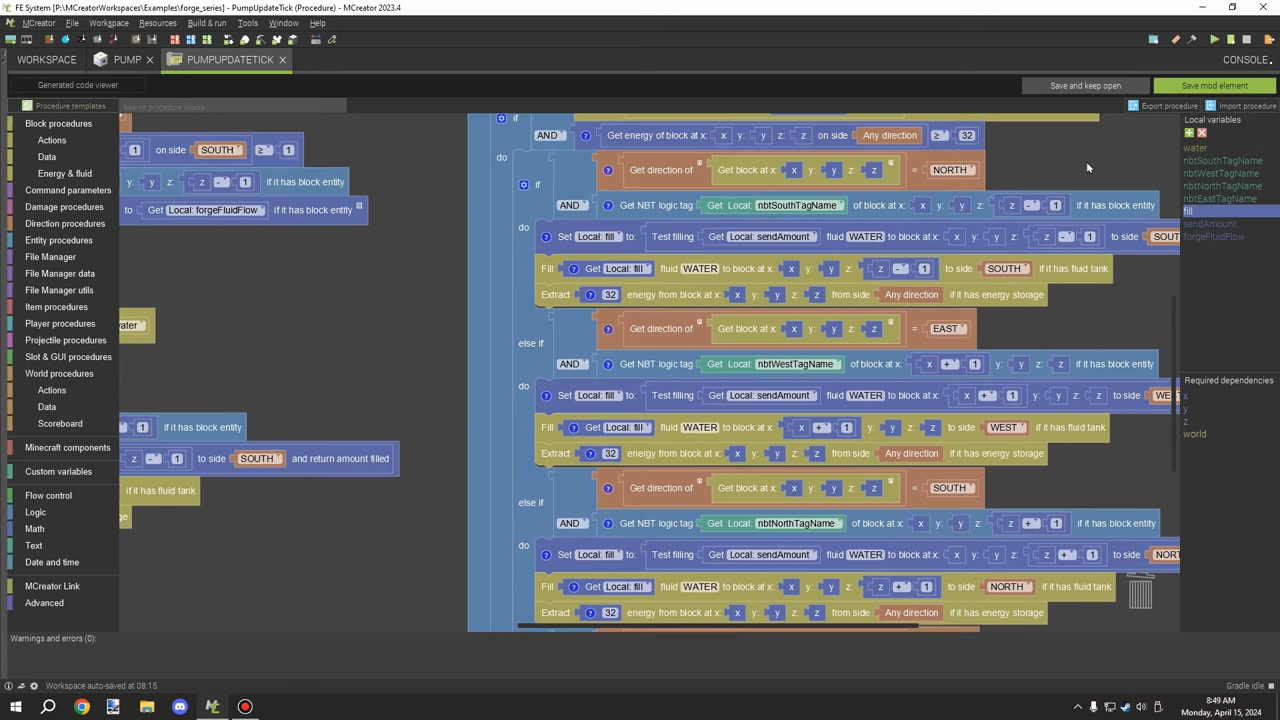 FE System [P:\MCreatorWorkspaces\Examples\forge_series] - PumpUpdateTick (Procedure) - MCreator 2023.4
MCreator File Workspace Resources Build & run Tools Window Help
WORKSPACE PUMP PUMPUPDATETICK CONSOLE
Generated code viewer Save and keep open Save mod element
Procedure templates Search procedure blocks Export procedure Import procedure
Block procedures
Actions
Data
Energy & fluid
Command parameters
Damage procedures
Direction procedures
Entity procedures
File Manager
File Manager data
File Manager utils
Item procedures
Player procedures
Projectile procedures
Slot & GUI procedures
World procedures
Actions
Data
Scoreboard
Minecraft components
Custom variables
Flow control
Logic
Math
Text
Date and time
MCreator Link
Advanced
1 on side SOUTH ≥ 1
y: y z: z - 1 if it has block entity
to Get Local: forgeFluidFlow if it has block entity
1 if it has block entity
z - 1 to side SOUTH and return amount filled
if it has fluid tank
if
AND ? Get energy of block at x: x y: y z: z on side Any direction ≥ 32
do
if ? Get direction of Get block at x: x y: y z: z = NORTH
AND ? Get NBT logic tag Get Local: nbtSouthTagName of block at x: x y: y z: z - 1 if it has block entity
do Set Local: fill to: Test filling Get Local: sendAmount fluid WATER to block at x: x y: y z: z - 1 to side
Fill ? Get Local: fill fluid WATER to block at x: x y: y z: z - 1 to side SOUTH if it has fluid tank
Extract ? 32 energy from block at x: x y: y z: z from side Any direction if it has energy storage
else if ? Get direction of Get block at x: x y: y z: z = EAST
AND ? Get NBT logic tag Get Local: nbtWestTagName of block at x: x + 1 y: y z: z if it has block entity
do Set Local: fill to: Test filling Get Local: sendAmount fluid WATER to block at x: x + 1 y: y z: z to side
Fill ? Get Local: fill fluid WATER to block at x: x + 1 y: y z: z to side WEST if it has fluid tank
Extract ? 32 energy from block at x: x y: y z: z from side Any direction if it has energy storage
else if ? Get direction of Get block at x: x y: y z: z = SOUTH
AND ? Get NBT logic tag Get Local: nbtNorthTagName of block at x: x y: y z: z + 1 if it has block entity
do Set Local: fill to: Test filling Get Local: sendAmount fluid WATER to block at x: x y: y z: z + 1 to side
Fill ? Get Local: fill fluid WATER to block at x: x y: y z: z + 1 to side NORTH if it has fluid tank
Extract ? 32 energy from block at x: x y: y z: z from side Any direction if it has energy storage
Local variables
water
nbtSouthTagName
nbtWestTagName
nbtNorthTagName
nbtEastTagName
fill
sendAmount
forgeFluidFlow
Required dependencies
x
y
z
world
Warnings and errors (0):
Workspace auto-saved at 08:15 Gradle idle
8:49 AM
Monday, April 15, 2024